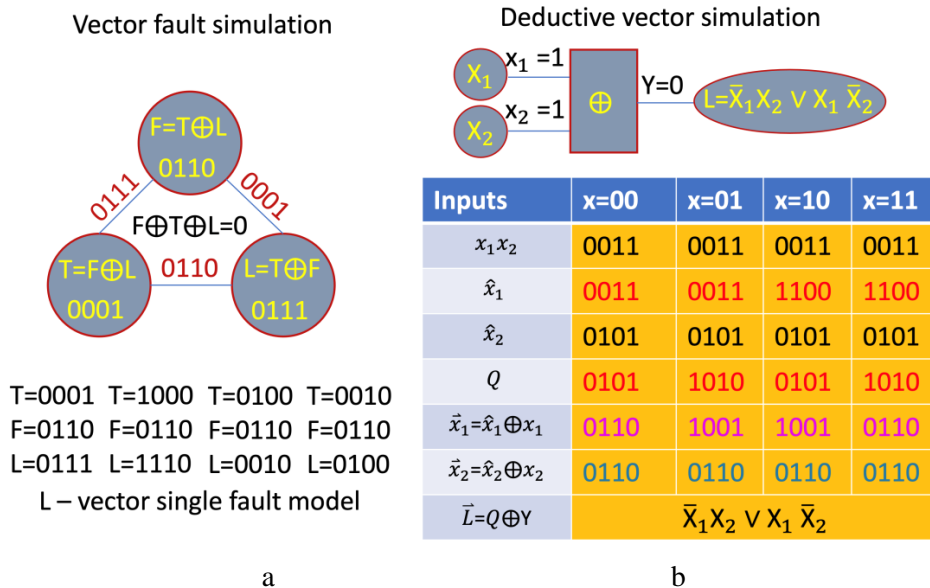 Vector fault simulation
F=T⊕L
0110
0111
0001
F⊕T⊕L=0
T=F⊕L
0001
0110
L=T⊕F
0111
T=0001 T=1000 T=0100 T=0010
F=0110 F=0110 F=0110 F=0110
L=0111 L=1110 L=0010 L=0100
L – vector single fault model
a
Deductive vector simulation
X₁
x₁ =1
X₂
x₂ =1
⊕
Y=0
L=X̄₁X₂ ∨ X₁ X̄₂
Inputs x=00 x=01 x=10 x=11
x₁x₂ 0011 0011 0011 0011
x̂₁ 0011 0011 1100 1100
x̂₂ 0101 0101 0101 0101
Q 0101 1010 0101 1010
x⃗₁=x̂₁⊕x₁ 0110 1001 1001 0110
x⃗₂=x̂₂⊕x₂ 0110 0110 0110 0110
L⃗=Q⊕Y X̄₁X₂ ∨ X₁ X̄₂
b